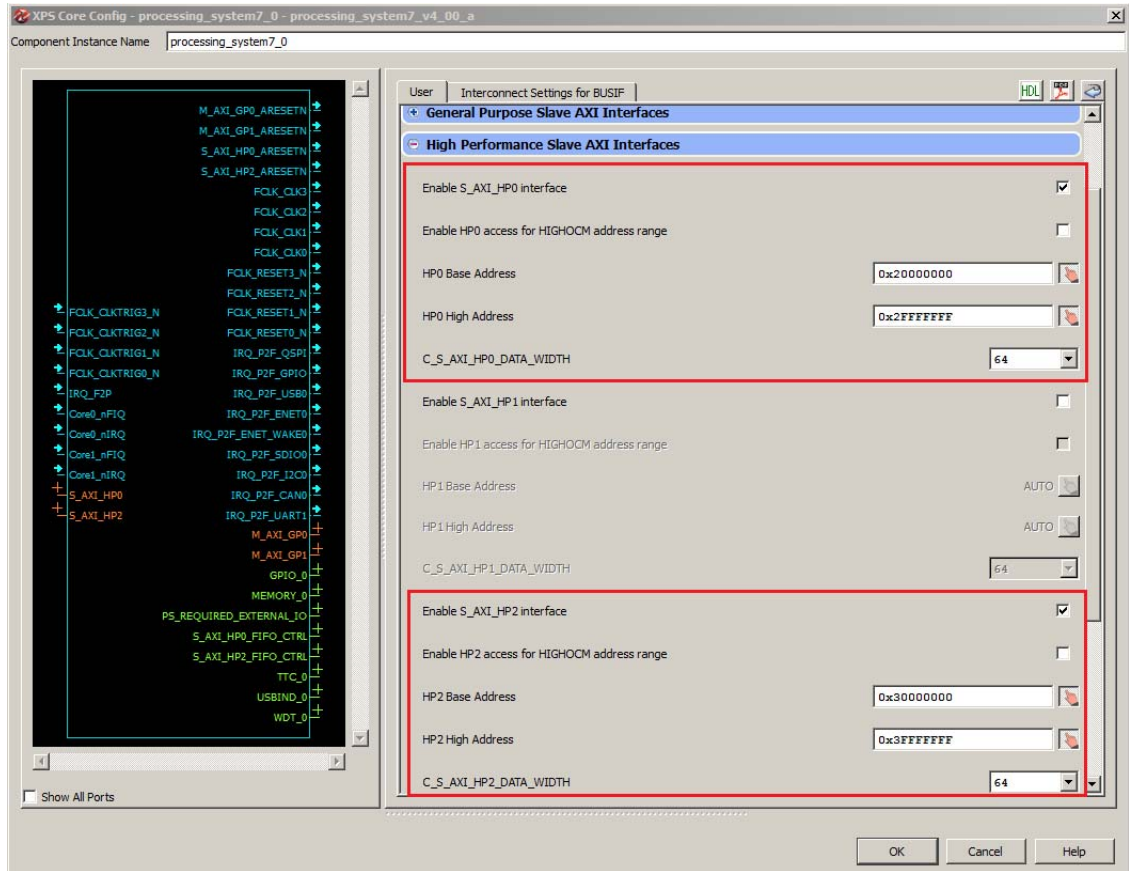 XPS Core Config - processing_system7_0 - processing_system7_v4_00_a
Component Instance Name processing_system7_0
M_AXI_GP0_ARESETN
M_AXI_GP1_ARESETN
S_AXI_HP0_ARESETN
S_AXI_HP2_ARESETN
FCLK_CLK3
FCLK_CLK2
FCLK_CLK1
FCLK_CLK0
FCLK_RESET3_N
FCLK_RESET2_N
FCLK_CLKTRIG3_N FCLK_RESET1_N
FCLK_CLKTRIG2_N FCLK_RESET0_N
FCLK_CLKTRIG1_N IRQ_P2F_QSPI
FCLK_CLKTRIG0_N IRQ_P2F_GPIO
IRQ_F2P IRQ_P2F_USB0
Core0_nFIQ IRQ_P2F_ENET0
Core0_nIRQ IRQ_P2F_ENET_WAKE0
Core1_nFIQ IRQ_P2F_SDIO0
Core1_nIRQ IRQ_P2F_I2C0
S_AXI_HP0 IRQ_P2F_CAN0
S_AXI_HP2 IRQ_P2F_UART1
M_AXI_GP0
M_AXI_GP1
GPIO_0
MEMORY_0
PS_REQUIRED_EXTERNAL_IO
S_AXI_HP0_FIFO_CTRL
S_AXI_HP2_FIFO_CTRL
TTC_0
USBIND_0
WDT_0
Show All Ports
User Interconnect Settings for BUSIF HDL
General Purpose Slave AXI Interfaces
High Performance Slave AXI Interfaces
Enable S_AXI_HP0 interface
Enable HP0 access for HIGHOCM address range
HP0 Base Address 0x20000000
HP0 High Address 0x2FFFFFFF
C_S_AXI_HP0_DATA_WIDTH 64
Enable S_AXI_HP1 interface
Enable HP1 access for HIGHOCM address range
HP1 Base Address AUTO
HP1 High Address AUTO
C_S_AXI_HP1_DATA_WIDTH 64
Enable S_AXI_HP2 interface
Enable HP2 access for HIGHOCM address range
HP2 Base Address 0x30000000
HP2 High Address 0x3FFFFFFF
C_S_AXI_HP2_DATA_WIDTH 64
OK Cancel Help